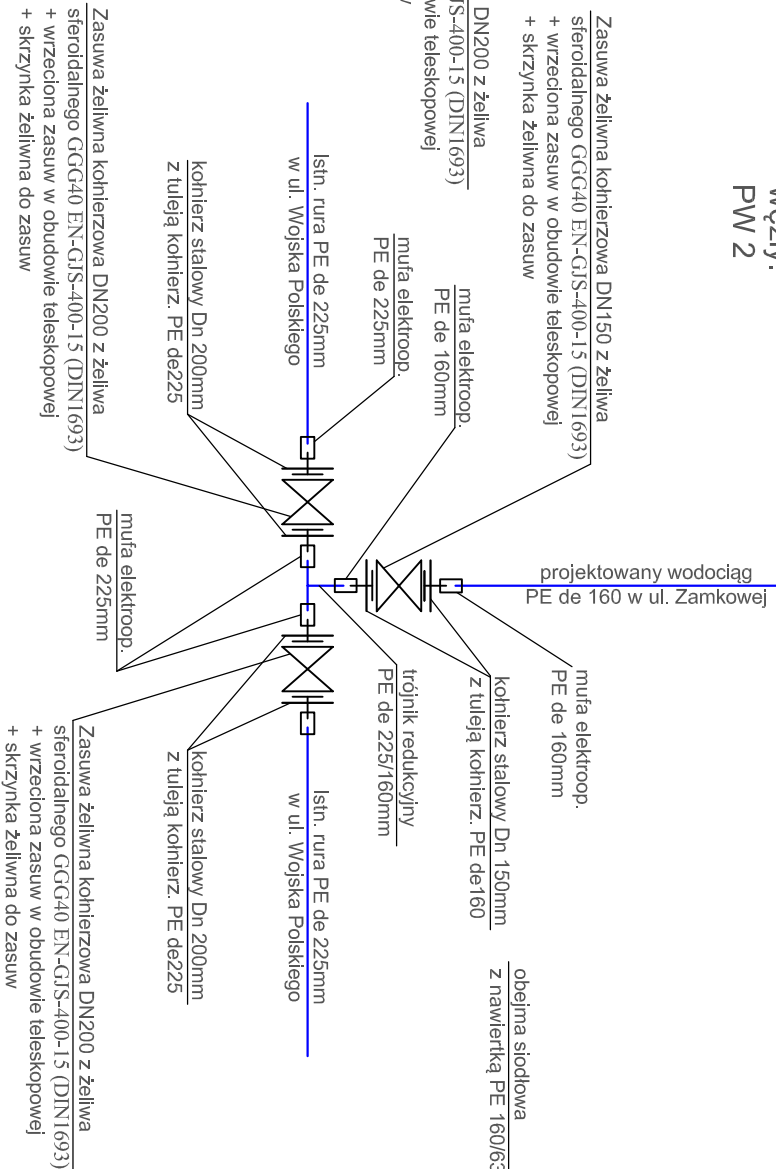 węzły:
PW 2
Zasuwa żeliwna kołnierzowa DN150 z żeliwa
sferoidalnego GGG40 EN-GJS-400-15 (DIN1693)
+ wrzeciona zasuw w obudowie teleskopowej
+ skrzynka żeliwna do zasuw
DN200 z żeliwa
JS-400-15 (DIN1693)
wie teleskopowej
projektowany wodociąg
PE de 160 w ul. Zamkowej
mufa elektroop.
PE de 160mm
kołnierz stalowy Dn 150mm
z tuleją kołnierz. PE de160
obejma siodłowa
z nawiertką PE 160/63
mufa elektroop.
PE de 160mm
mufa elektroop.
PE de 225mm
trójnik redukcyjny
PE de 225/160mm
Istn. rura PE de 225mm
w ul. Wojska Polskiego
Istn. rura PE de 225mm
w ul. Wojska Polskiego
kołnierz stalowy Dn 200mm
z tuleją kołnierz. PE de225
kołnierz stalowy Dn 200mm
z tuleją kołnierz. PE de225
mufa elektroop.
PE de 225mm
Zasuwa żeliwna kołnierzowa DN200 z żeliwa
sferoidalnego GGG40 EN-GJS-400-15 (DIN1693)
+ wrzeciona zasuw w obudowie teleskopowej
+ skrzynka żeliwna do zasuw
Zasuwa żeliwna kołnierzowa DN200 z żeliwa
sferoidalnego GGG40 EN-GJS-400-15 (DIN1693)
+ wrzeciona zasuw w obudowie teleskopowej
+ skrzynka żeliwna do zasuw